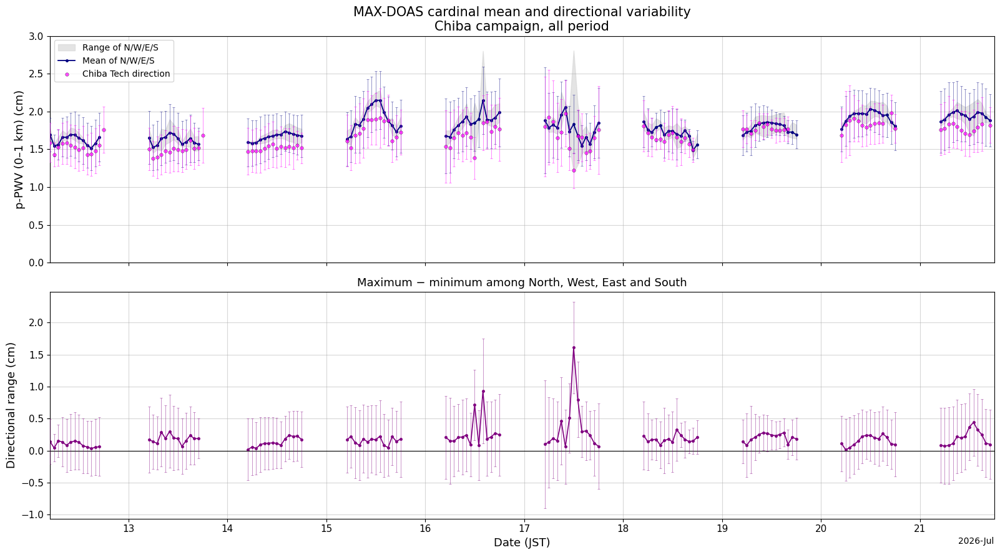 MAX-DOAS cardinal mean and directional variability
Chiba campaign, all period
p-PWV (0–1 km) (cm)
3.0
2.5
2.0
1.5
1.0
0.5
0.0
Range of N/W/E/S
Mean of N/W/E/S
Chiba Tech direction
Maximum − minimum among North, West, East and South
Directional range (cm)
2.0
1.5
1.0
0.5
0.0
−0.5
−1.0
13 14 15 16 17 18 19 20 21
Date (JST)
2026-Jul